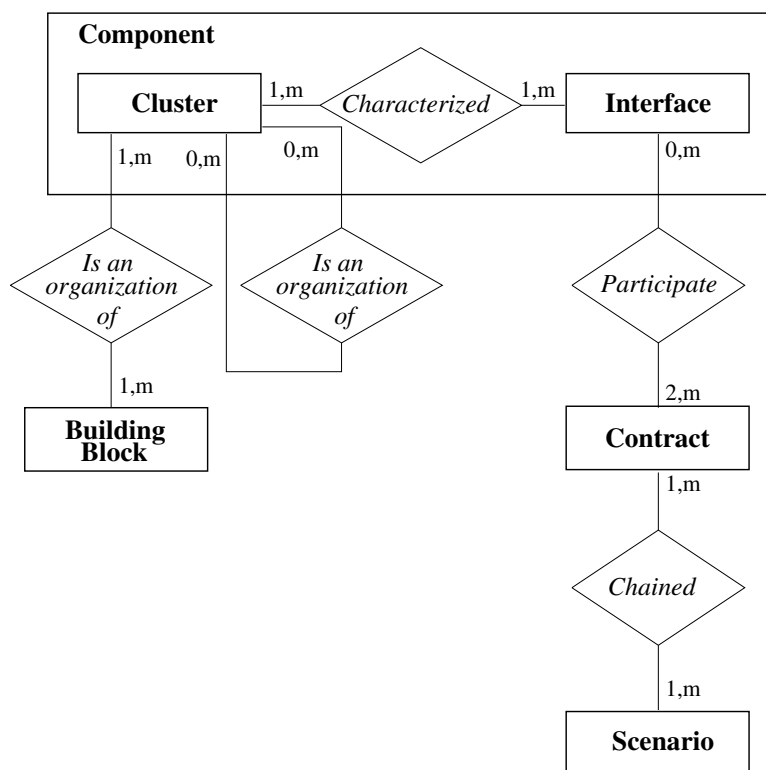 Component
Cluster
1,m
Characterized
1,m
Interface
1,m
0,m
0,m
0,m
Is an
organization
of
Is an
organization
of
Participate
1,m
2,m
Building
Block
Contract
1,m
Chained
1,m
Scenario